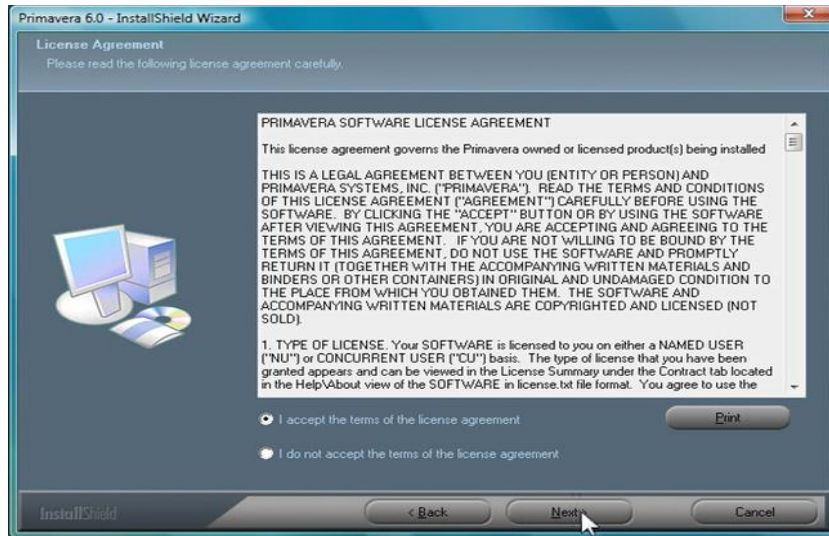 Primavera 6.0 - InstallShield Wizard
License Agreement
Please read the following license agreement carefully.
PRIMAVERA SOFTWARE LICENSE AGREEMENT
This license agreement governs the Primavera owned or licensed product(s) being installed
THIS IS A LEGAL AGREEMENT BETWEEN YOU (ENTITY OR PERSON) AND
PRIMAVERA SYSTEMS, INC. ("PRIMAVERA"). READ THE TERMS AND CONDITIONS
OF THIS LICENSE AGREEMENT ("AGREEMENT") CAREFULLY BEFORE USING THE
SOFTWARE. BY CLICKING THE "ACCEPT" BUTTON OR BY USING THE SOFTWARE
AFTER VIEWING THIS AGREEMENT, YOU ARE ACCEPTING AND AGREEING TO THE
TERMS OF THIS AGREEMENT. IF YOU ARE NOT WILLING TO BE BOUND BY THE
TERMS OF THIS AGREEMENT, DO NOT USE THE SOFTWARE AND PROMPTLY
RETURN IT (TOGETHER WITH THE ACCOMPANYING WRITTEN MATERIALS AND
BINDERS OR OTHER CONTAINERS) IN ORIGINAL AND UNDAMAGED CONDITION TO
THE PLACE FROM WHICH YOU OBTAINED THEM. THE SOFTWARE AND
ACCOMPANYING WRITTEN MATERIALS ARE COPYRIGHTED AND LICENSED (NOT
SOLD).
1. TYPE OF LICENSE. Your SOFTWARE is licensed to you on either a NAMED USER
("NU") or CONCURRENT USER ("CU") basis. The type of license that you have been
granted appears and can be viewed in the License Summary under the Contract tab located
in the Help\About view of the SOFTWARE in license.txt file format. You agree to use the
I accept the terms of the license agreement
Print
I do not accept the terms of the license agreement
InstallShield
< Back
Next >
Cancel